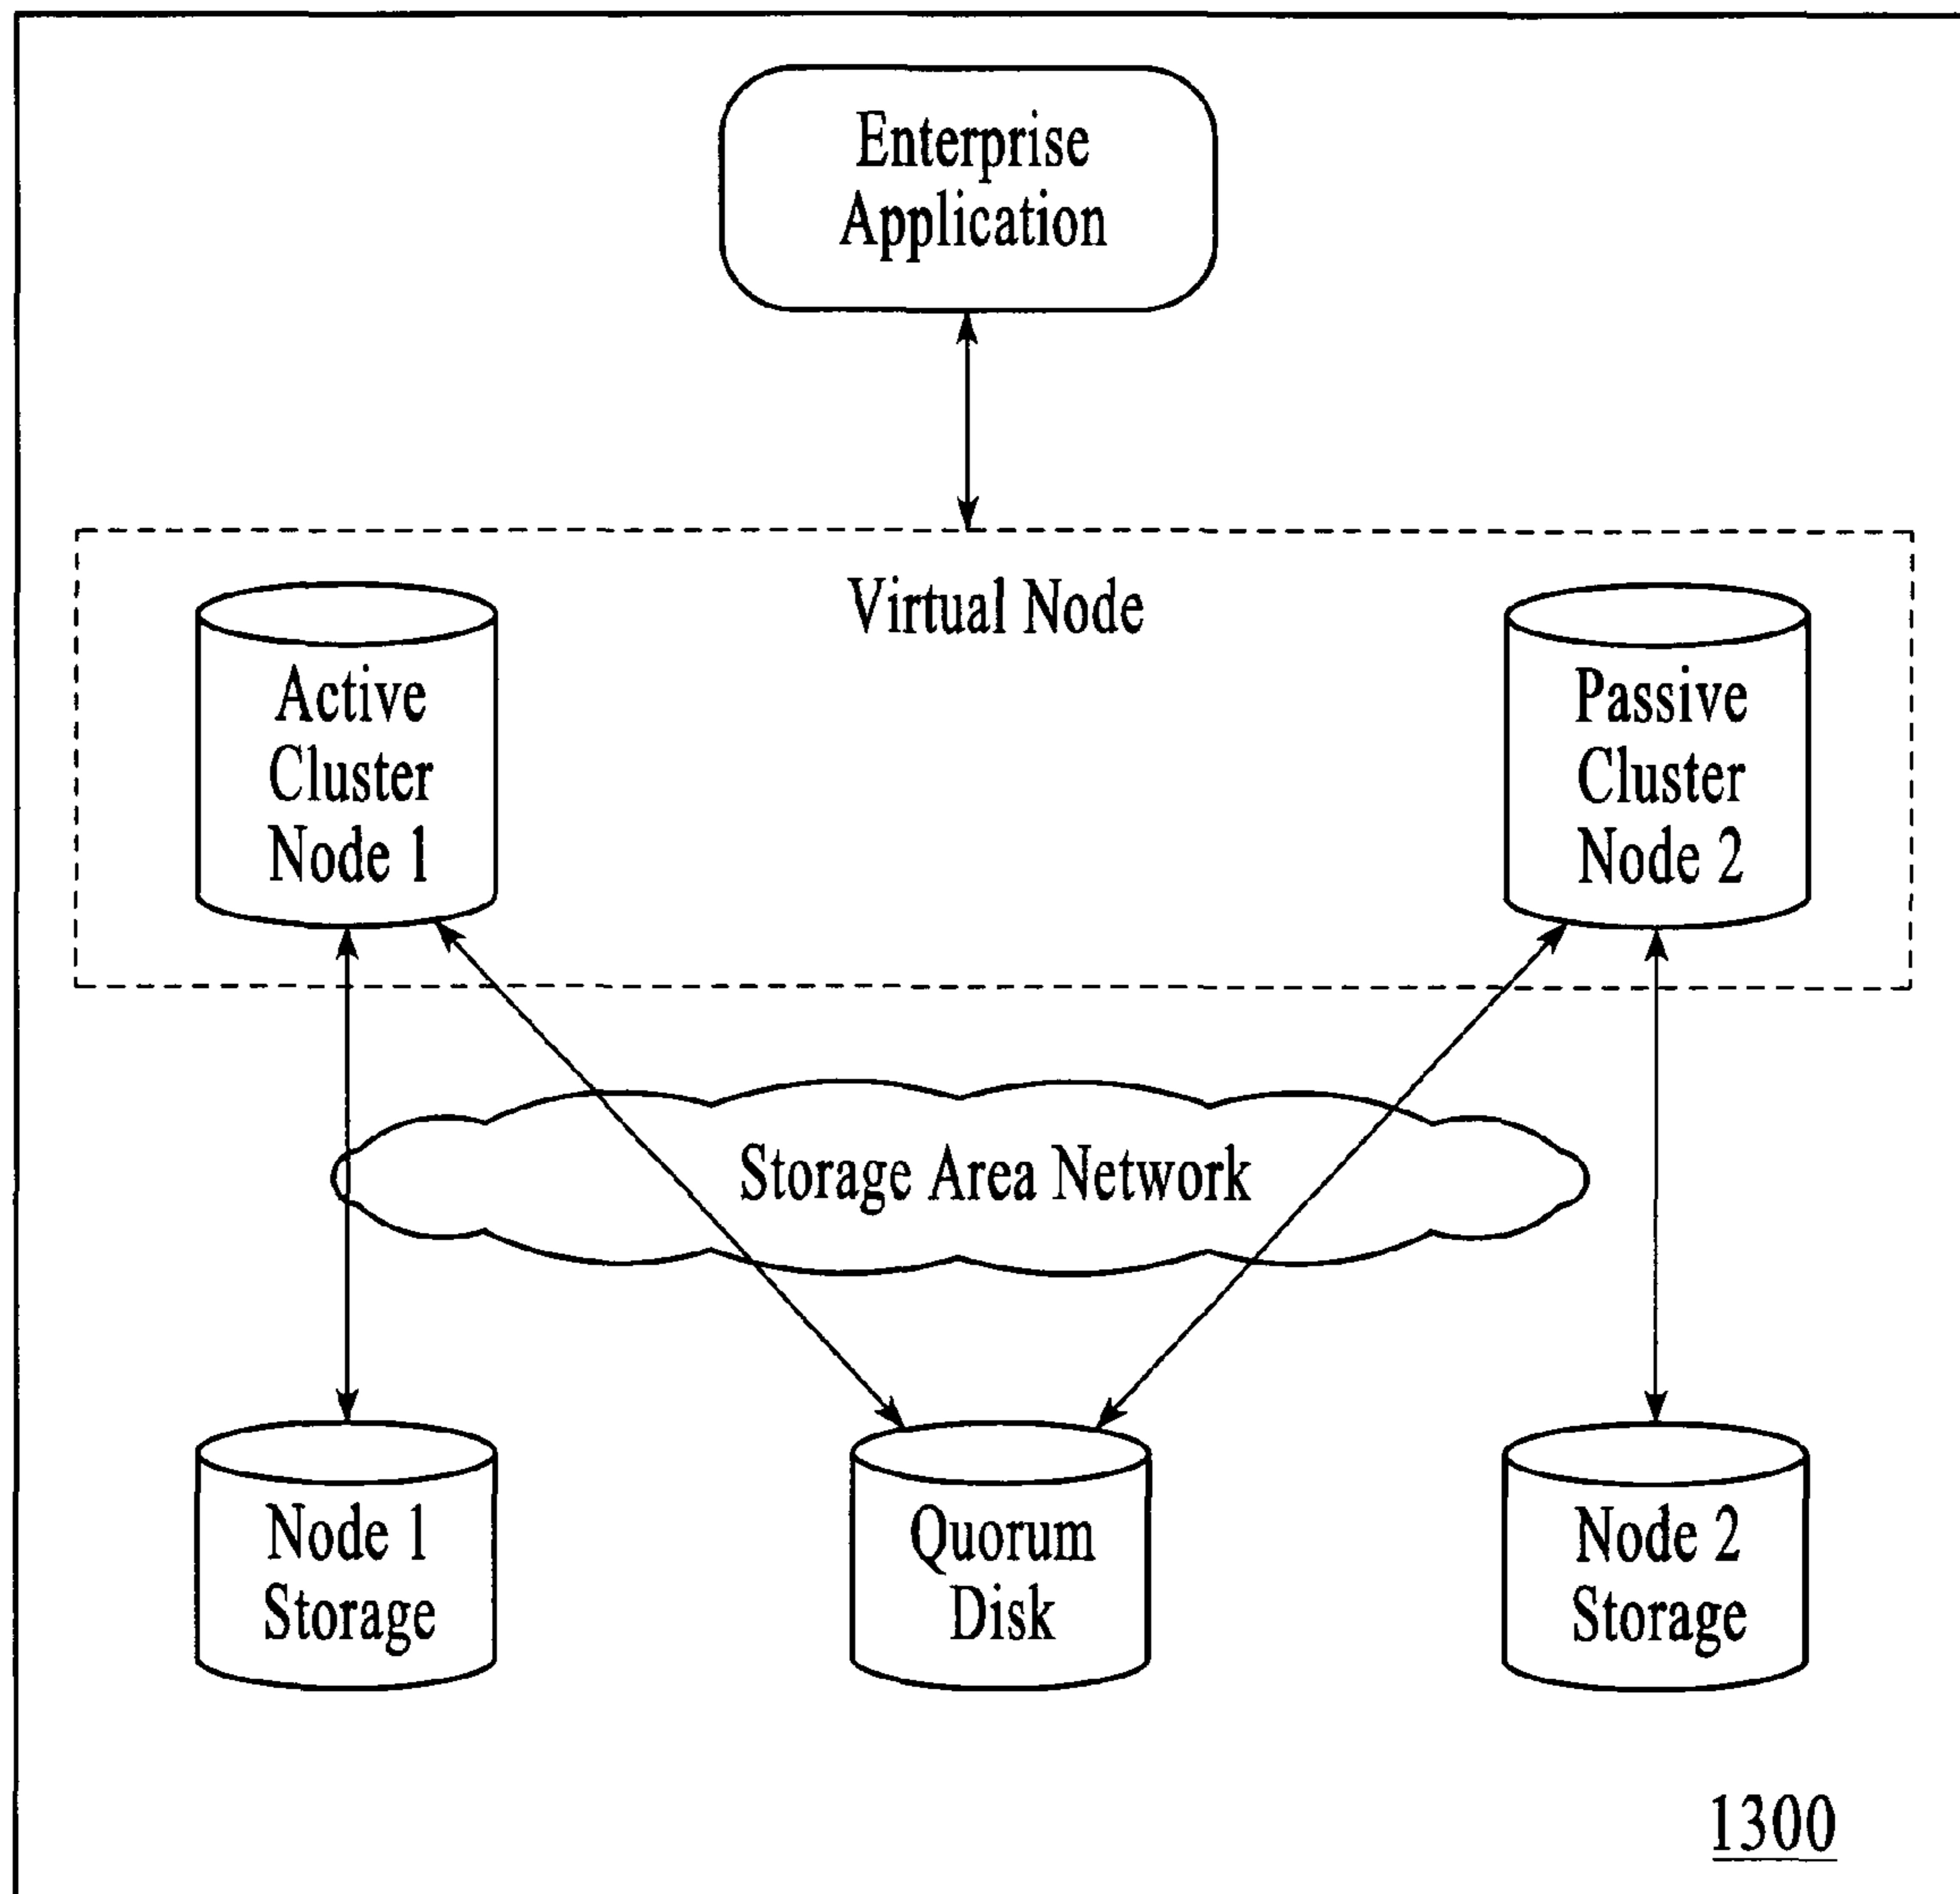 Enterprise
Application
Virtual Node
Active
Cluster
Node 1
Passive
Cluster
Node 2
Storage Area Network
Node 1
Storage
Quorum
Disk
Node 2
Storage
1300